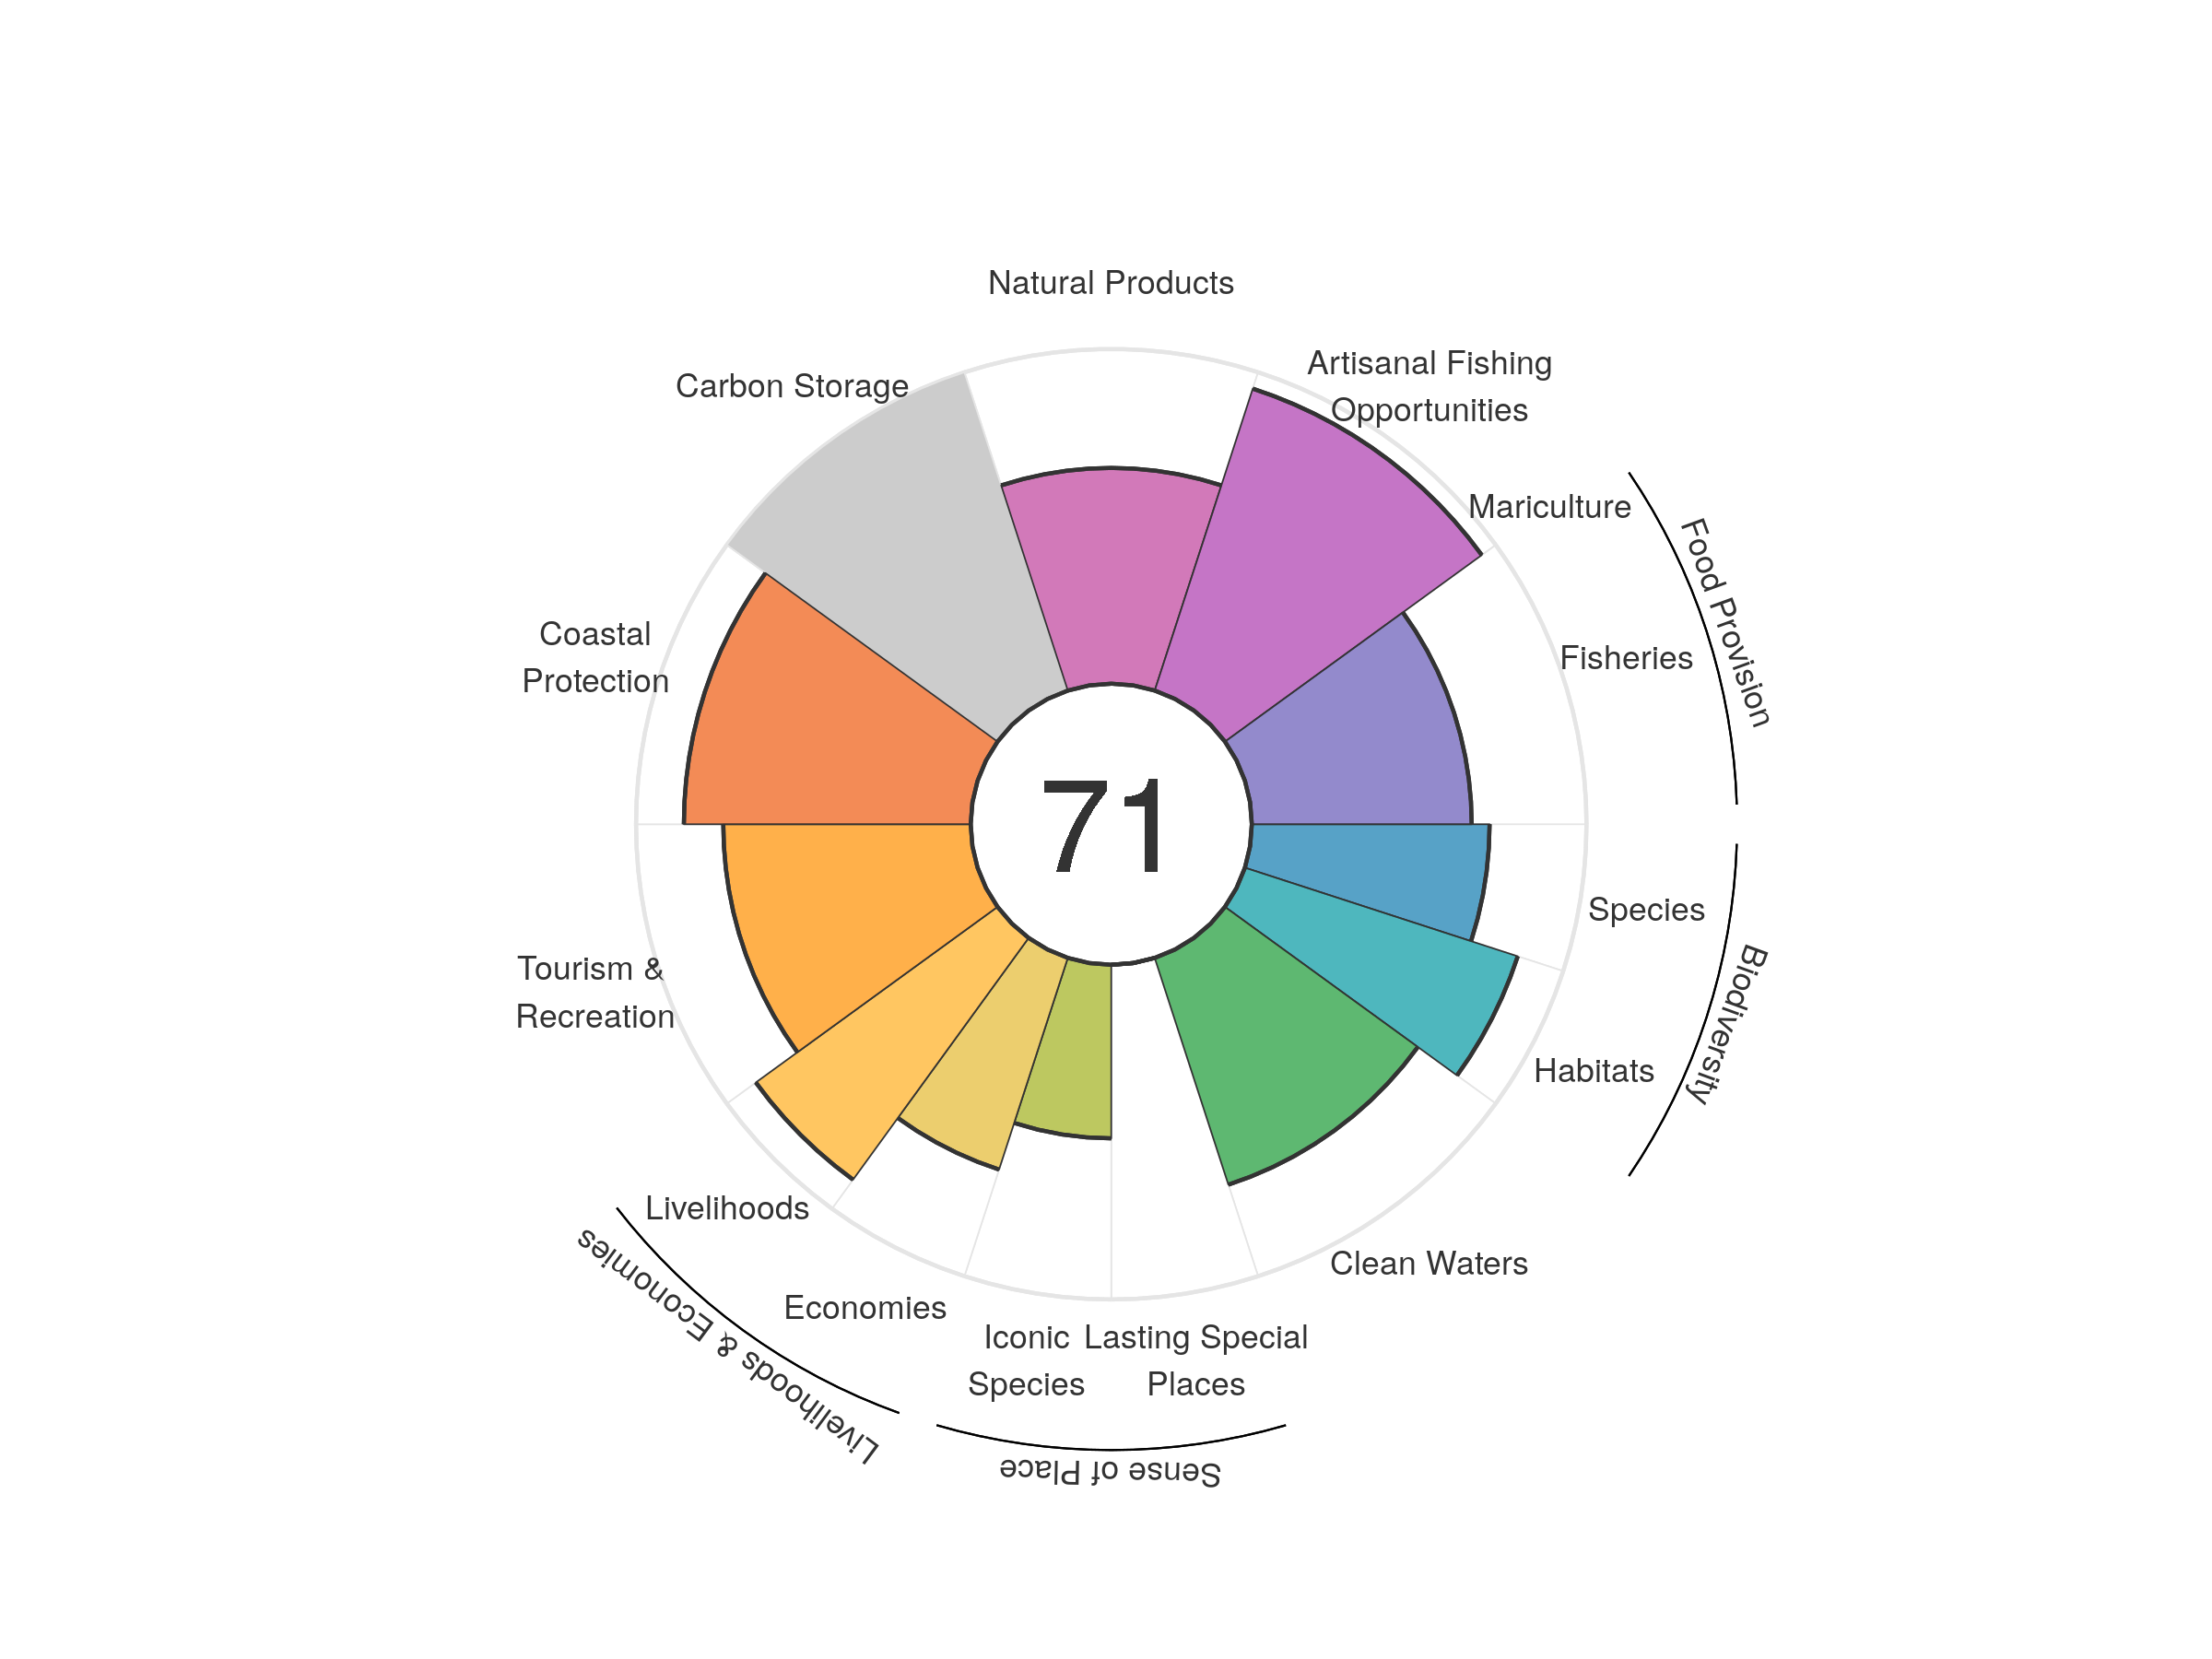 Natural Products
Artisanal Fishing
Opportunities
Carbon Storage
Mariculture
Food Provision
Coastal
Protection
Fisheries
71
Species
Biodiversity
Tourism &
Recreation
Habitats
Livelihoods
Clean Waters
Livelihoods & Economies
Economies
Iconic
Species
Lasting Special
Places
Sense of Place